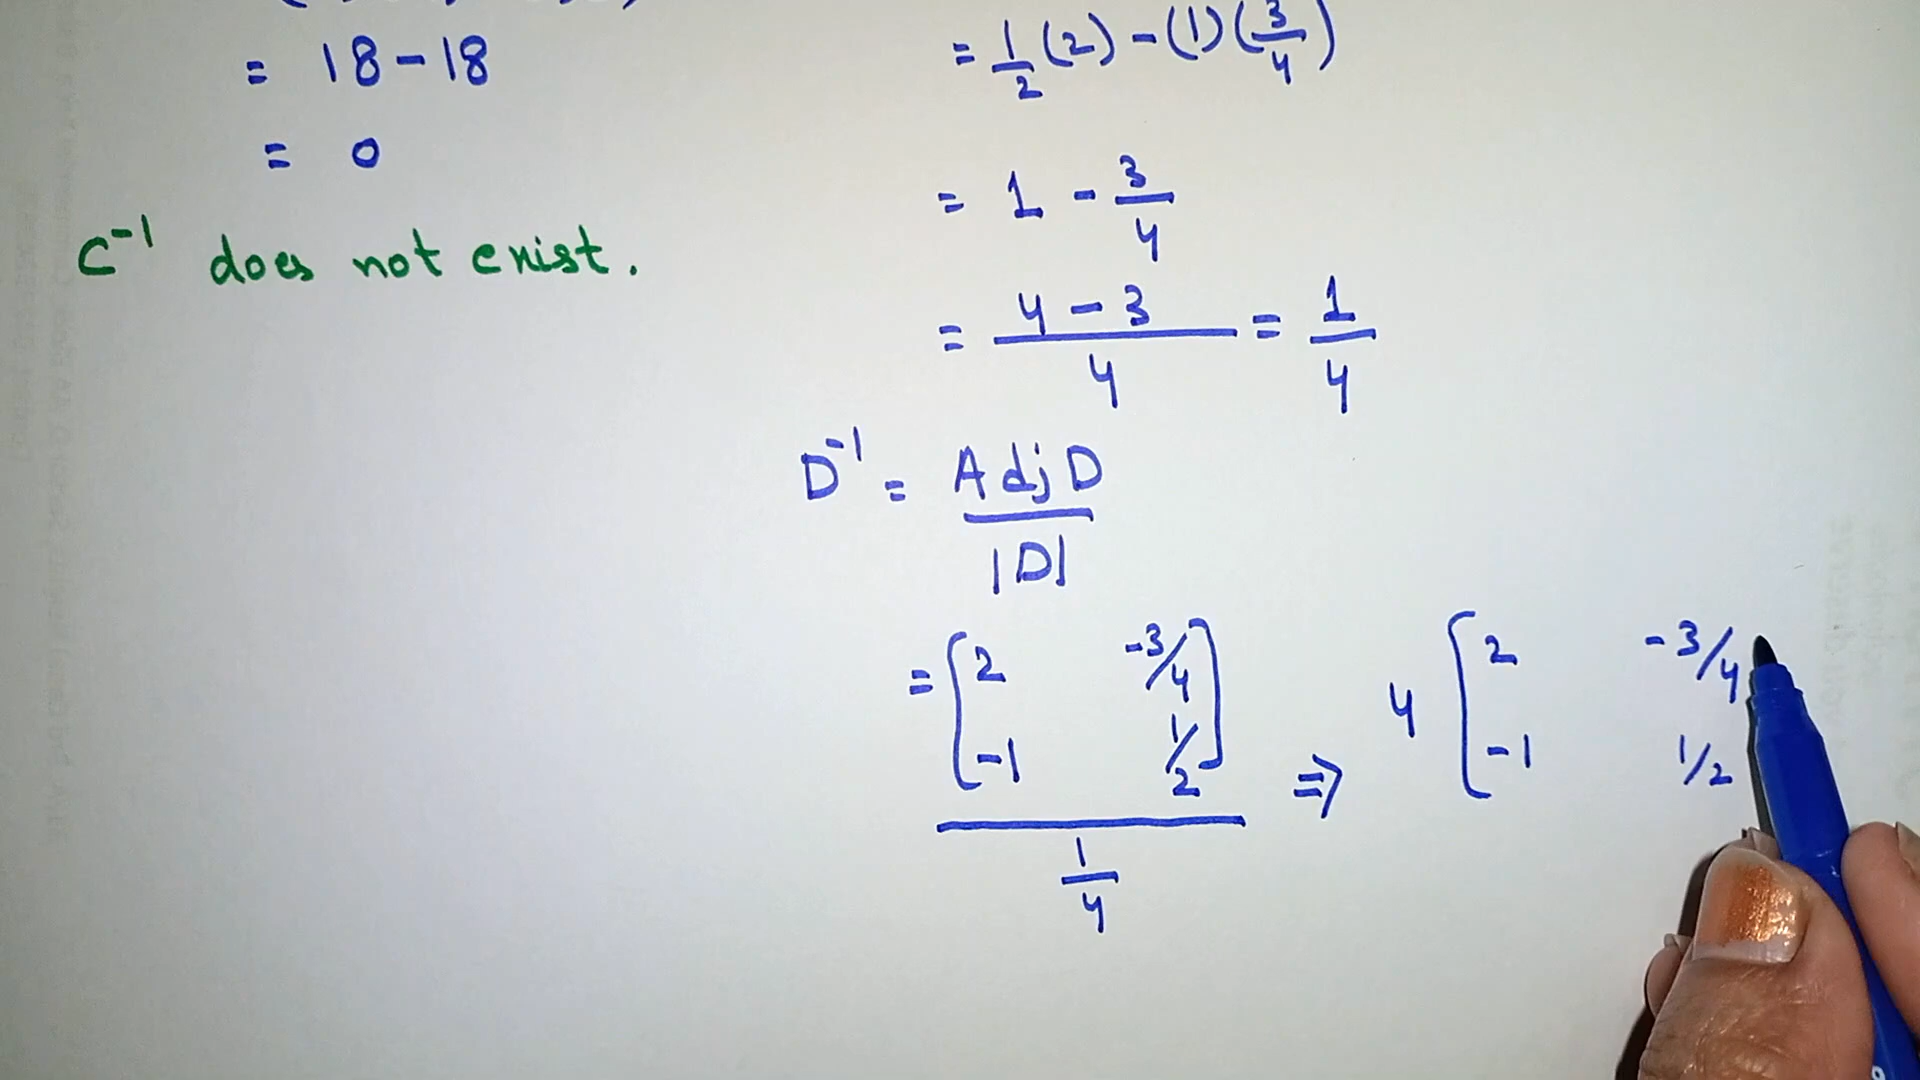 = 18 - 18
= 0
C⁻¹ does not exist.
= 1/2 (2) - (1) (3/4)
= 1 - 3/4
= 4 - 3 / 4 = 1/4
D⁻¹ = Adj D / |D|
= [2 -3/4
-1 1/2] / 1/4 ⇒ 4 [2 -3/4
-1 1/2